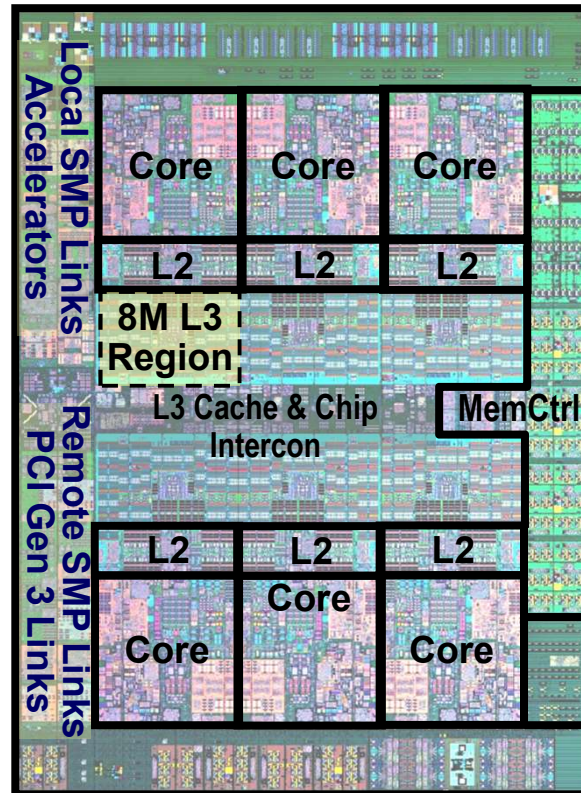 Local SMP Links
Accelerators
Core
Core
Core
L2
L2
L2
8M L3
Region
L3 Cache & Chip
Intercon
MemCtrl
Remote SMP Links
PCI Gen 3 Links
L2
L2
L2
Core
Core
Core